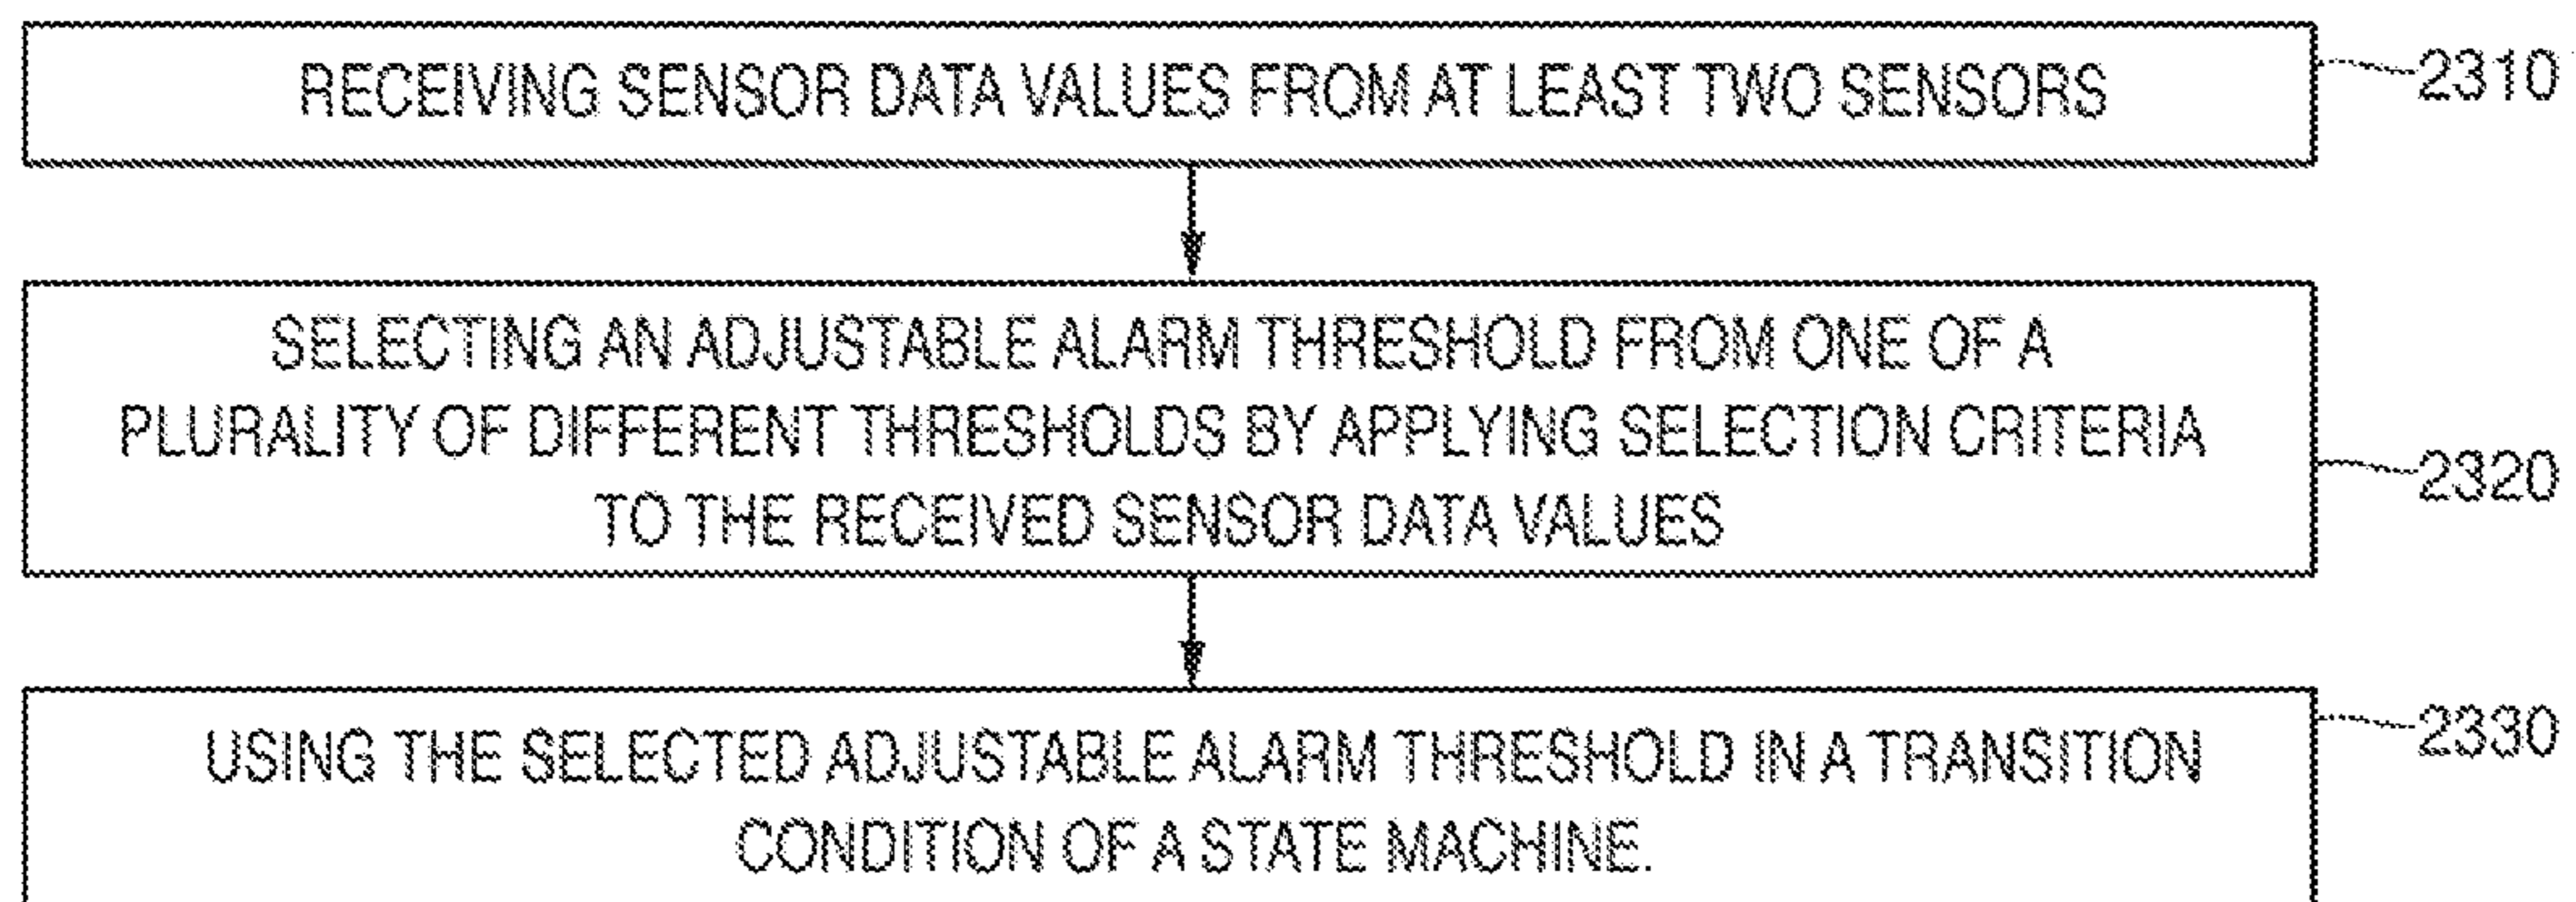 RECEIVING SENSOR DATA VALUES FROM AT LEAST TWO SENSORS
2310
SELECTING AN ADJUSTABLE ALARM THRESHOLD FROM ONE OF A
PLURALITY OF DIFFERENT THRESHOLDS BY APPLYING SELECTION CRITERIA
TO THE RECEIVED SENSOR DATA VALUES
2320
USING THE SELECTED ADJUSTABLE ALARM THRESHOLD IN A TRANSITION
CONDITION OF A STATE MACHINE.
2330